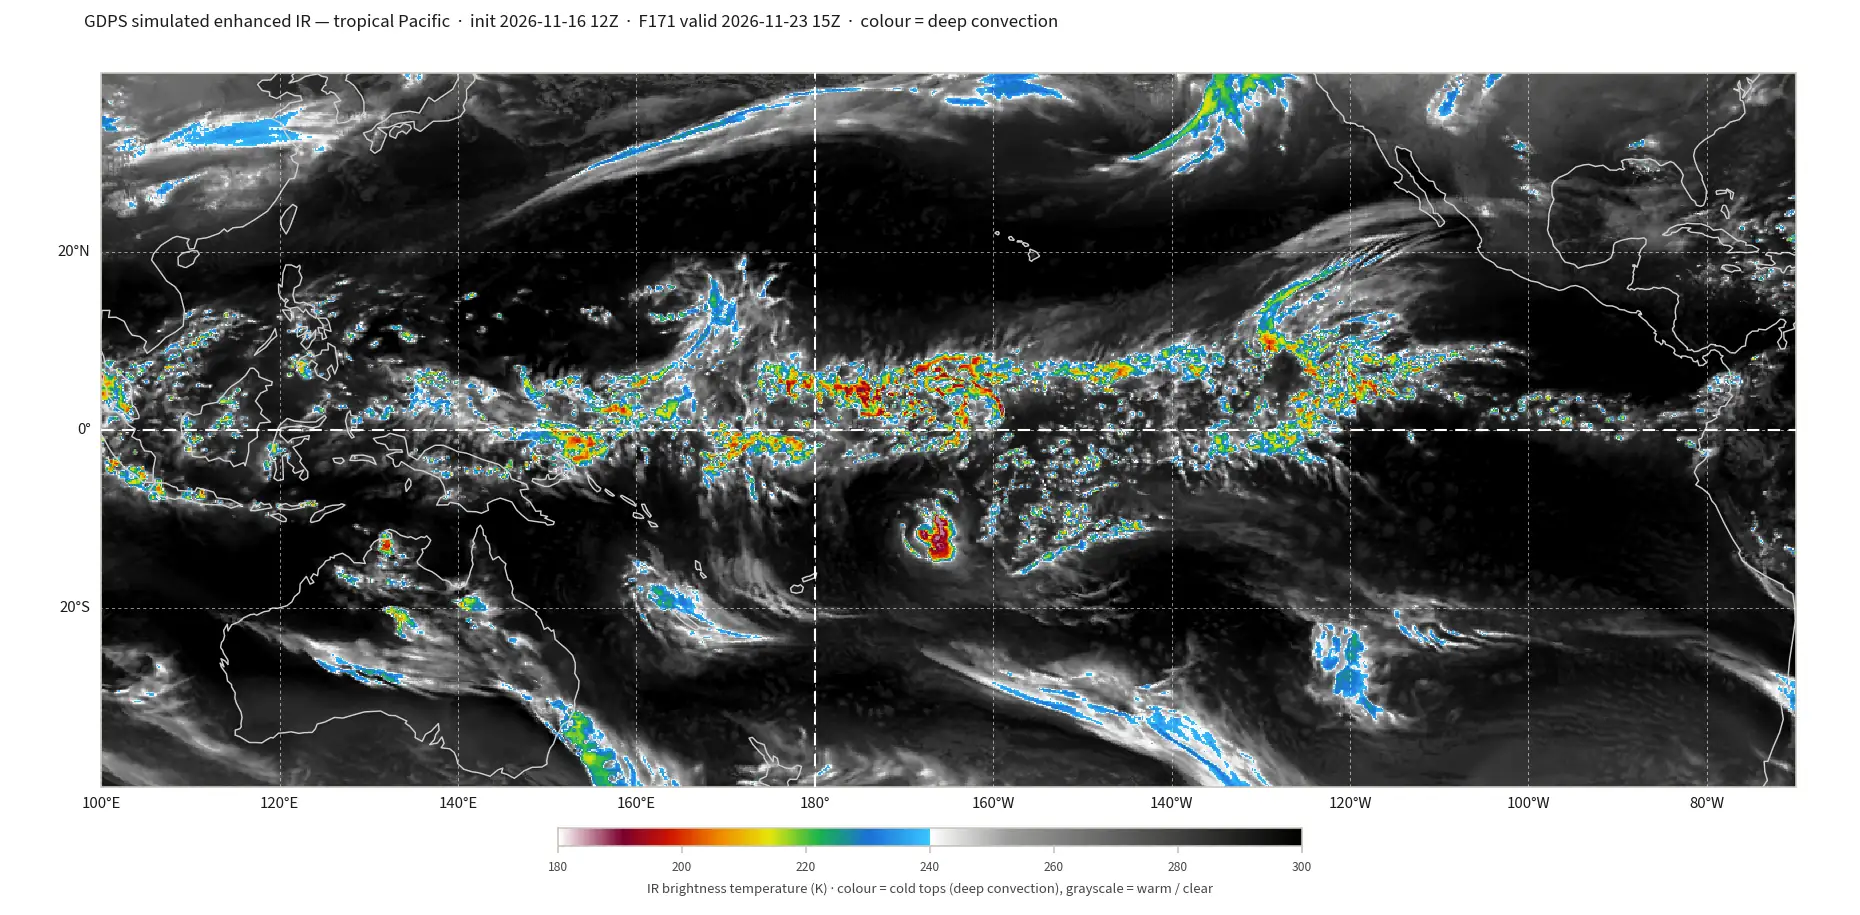 GDPS simulated enhanced IR — tropical Pacific · init 2026-11-16 12Z · F171 valid 2026-11-23 15Z · colour = deep convection
20°N
0°
20°S
100°E 120°E 140°E 160°E 180° 160°W 140°W 120°W 100°W 80°W
180 200 220 240 260 280 300
IR brightness temperature (K) · colour = cold tops (deep convection), grayscale = warm / clear